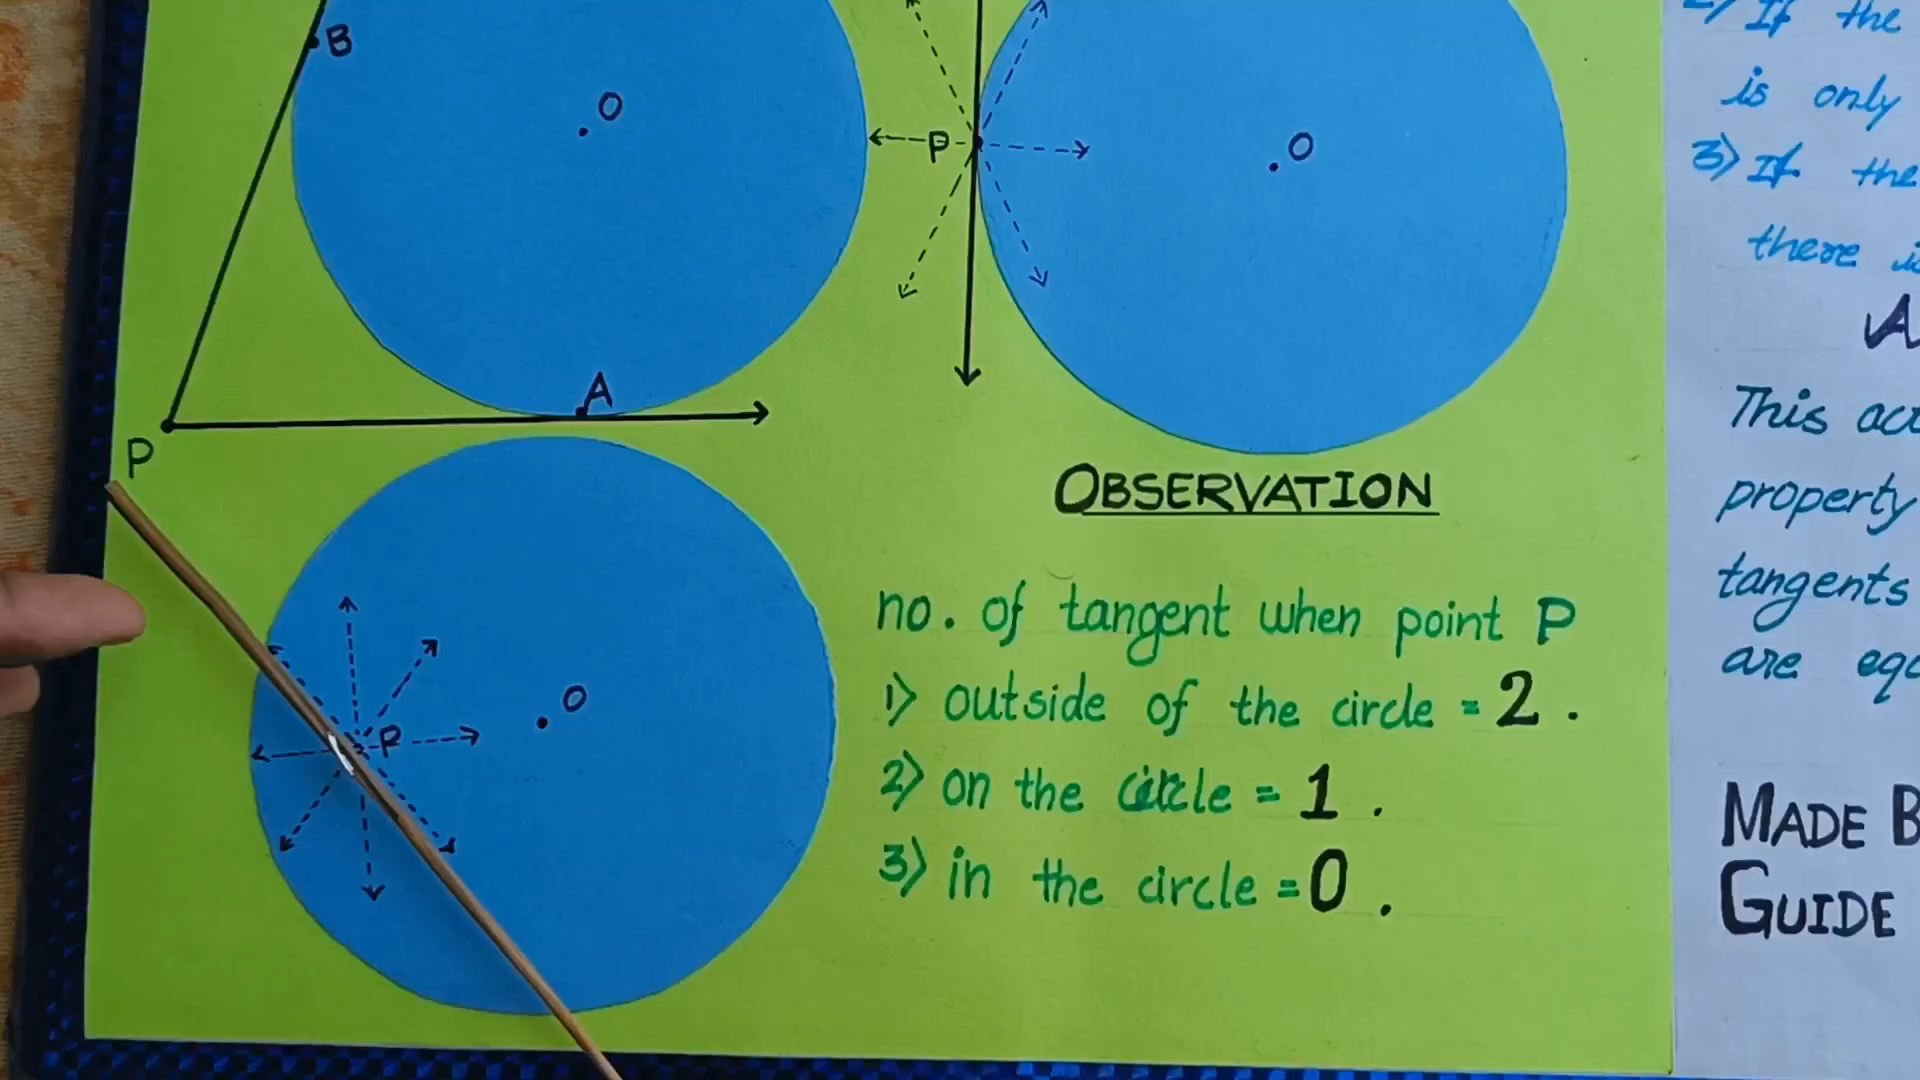 B
O
P
O
A
P
O
P
OBSERVATION
no. of tangent when point P
1) outside of the circle = 2 .
2) on the circle = 1 .
3) in the circle = 0 .
2) If the
is only
3) If the
there
A
This
property
tangents
are
MADE B
GUIDE